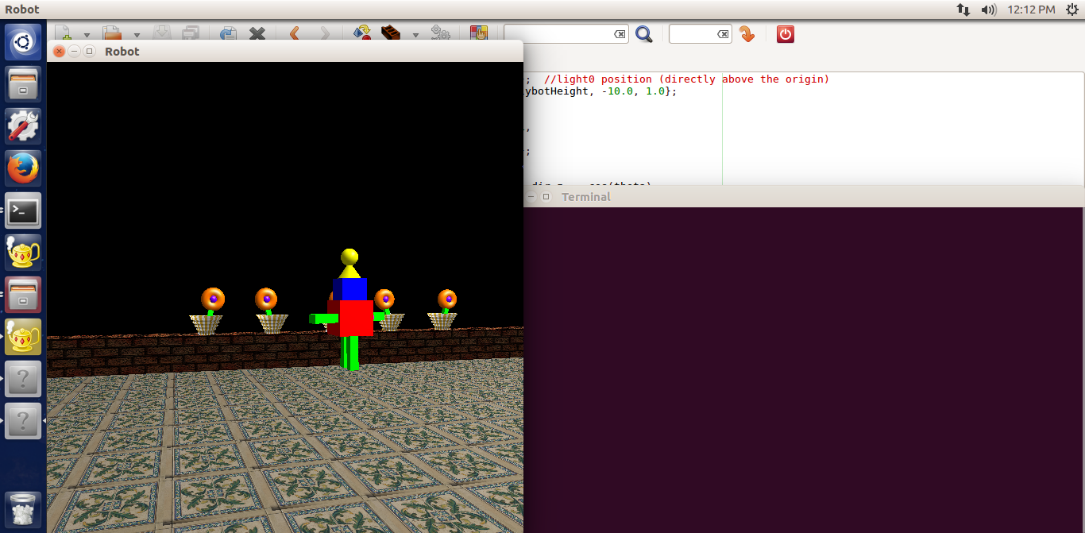 Robot
12:12 PM
Robot
; //light0 position (directly above the origin)
ybotHeight, -10.0, 1.0};
,
;
Terminal